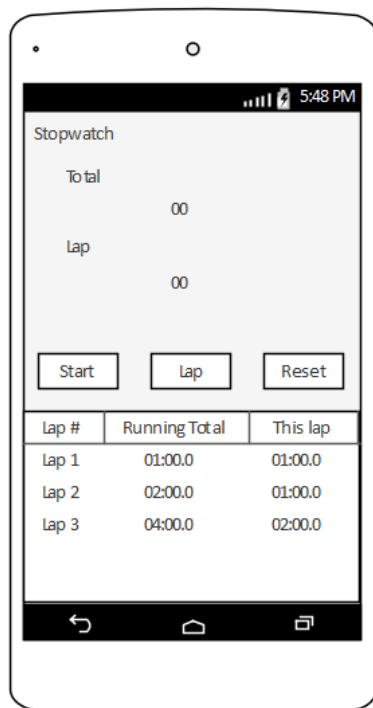 5:48 PM
Stopwatch
Total
00
Lap
00
Start Lap Reset
Lap # Running Total This lap
Lap 1 01:00.0 01:00.0
Lap 2 02:00.0 01:00.0
Lap 3 04:00.0 02:00.0